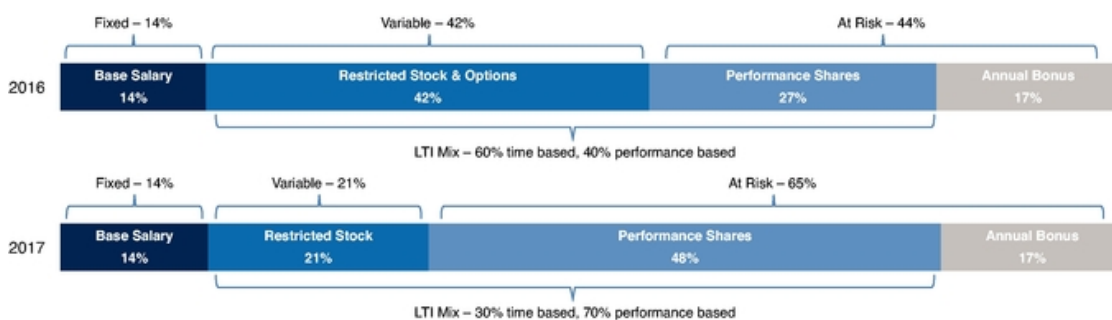 Fixed – 14% Variable – 42% At Risk – 44%
2016
Base Salary Restricted Stock & Options Performance Shares Annual Bonus
14% 42% 27% 17%
LTI Mix – 60% time based, 40% performance based
Fixed – 14% Variable – 21% At Risk – 65%
2017
Base Salary Restricted Stock Performance Shares Annual Bonus
14% 21% 48% 17%
LTI Mix – 30% time based, 70% performance based